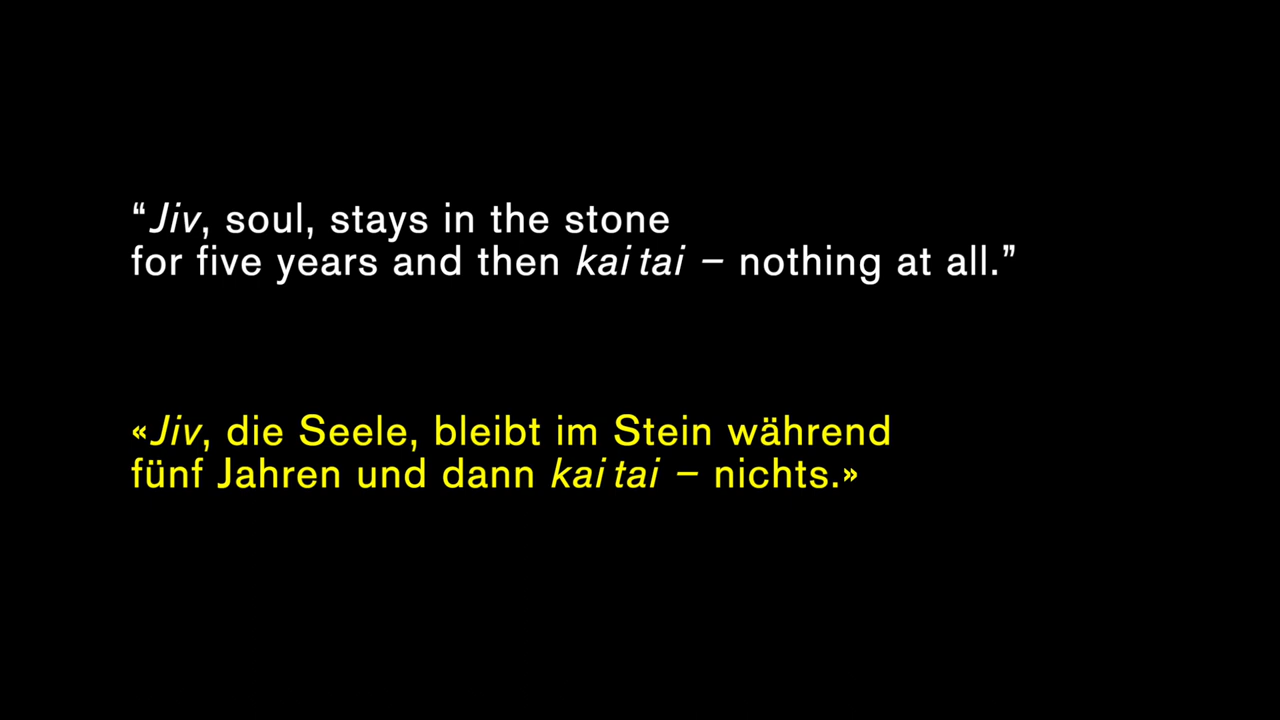 “Jiv, soul, stays in the stone
for five years and then kai tai – nothing at all.”
«Jiv, die Seele, bleibt im Stein während
fünf Jahren und dann kai tai – nichts.»